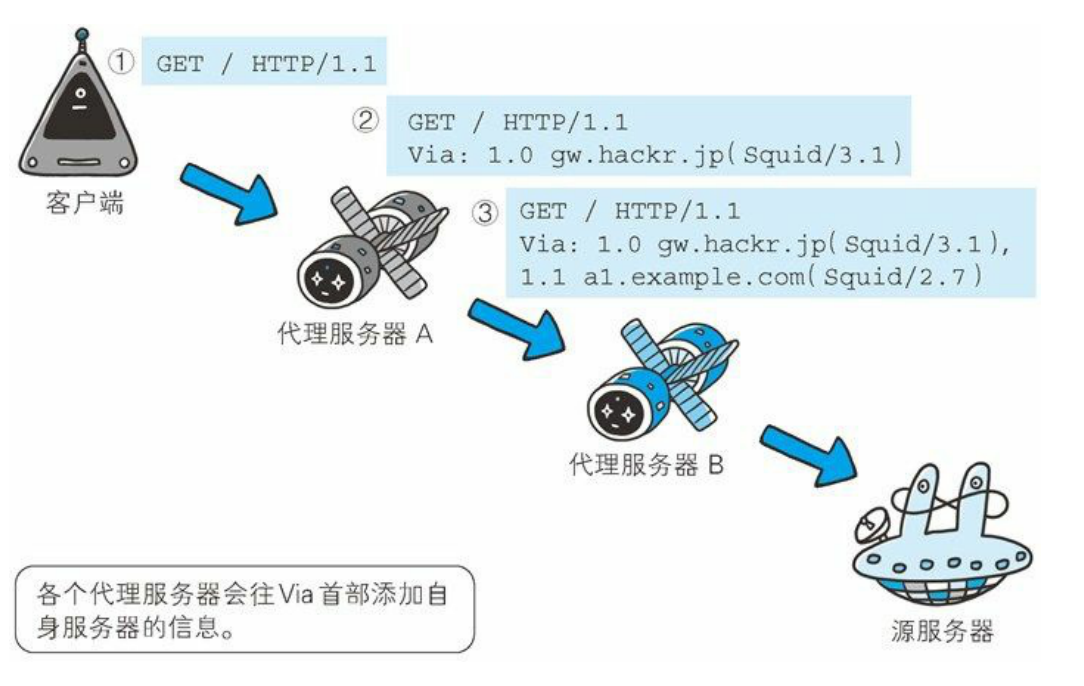 ① GET / HTTP/1.1
② GET / HTTP/1.1
Via: 1.0 gw.hackr.jp(Squid/3.1)
客户端
③ GET / HTTP/1.1
Via: 1.0 gw.hackr.jp(Squid/3.1),
1.1 a1.example.com(Squid/2.7)
代理服务器 A
代理服务器 B
各个代理服务器会往Via首部添加自
身服务器的信息。
源服务器